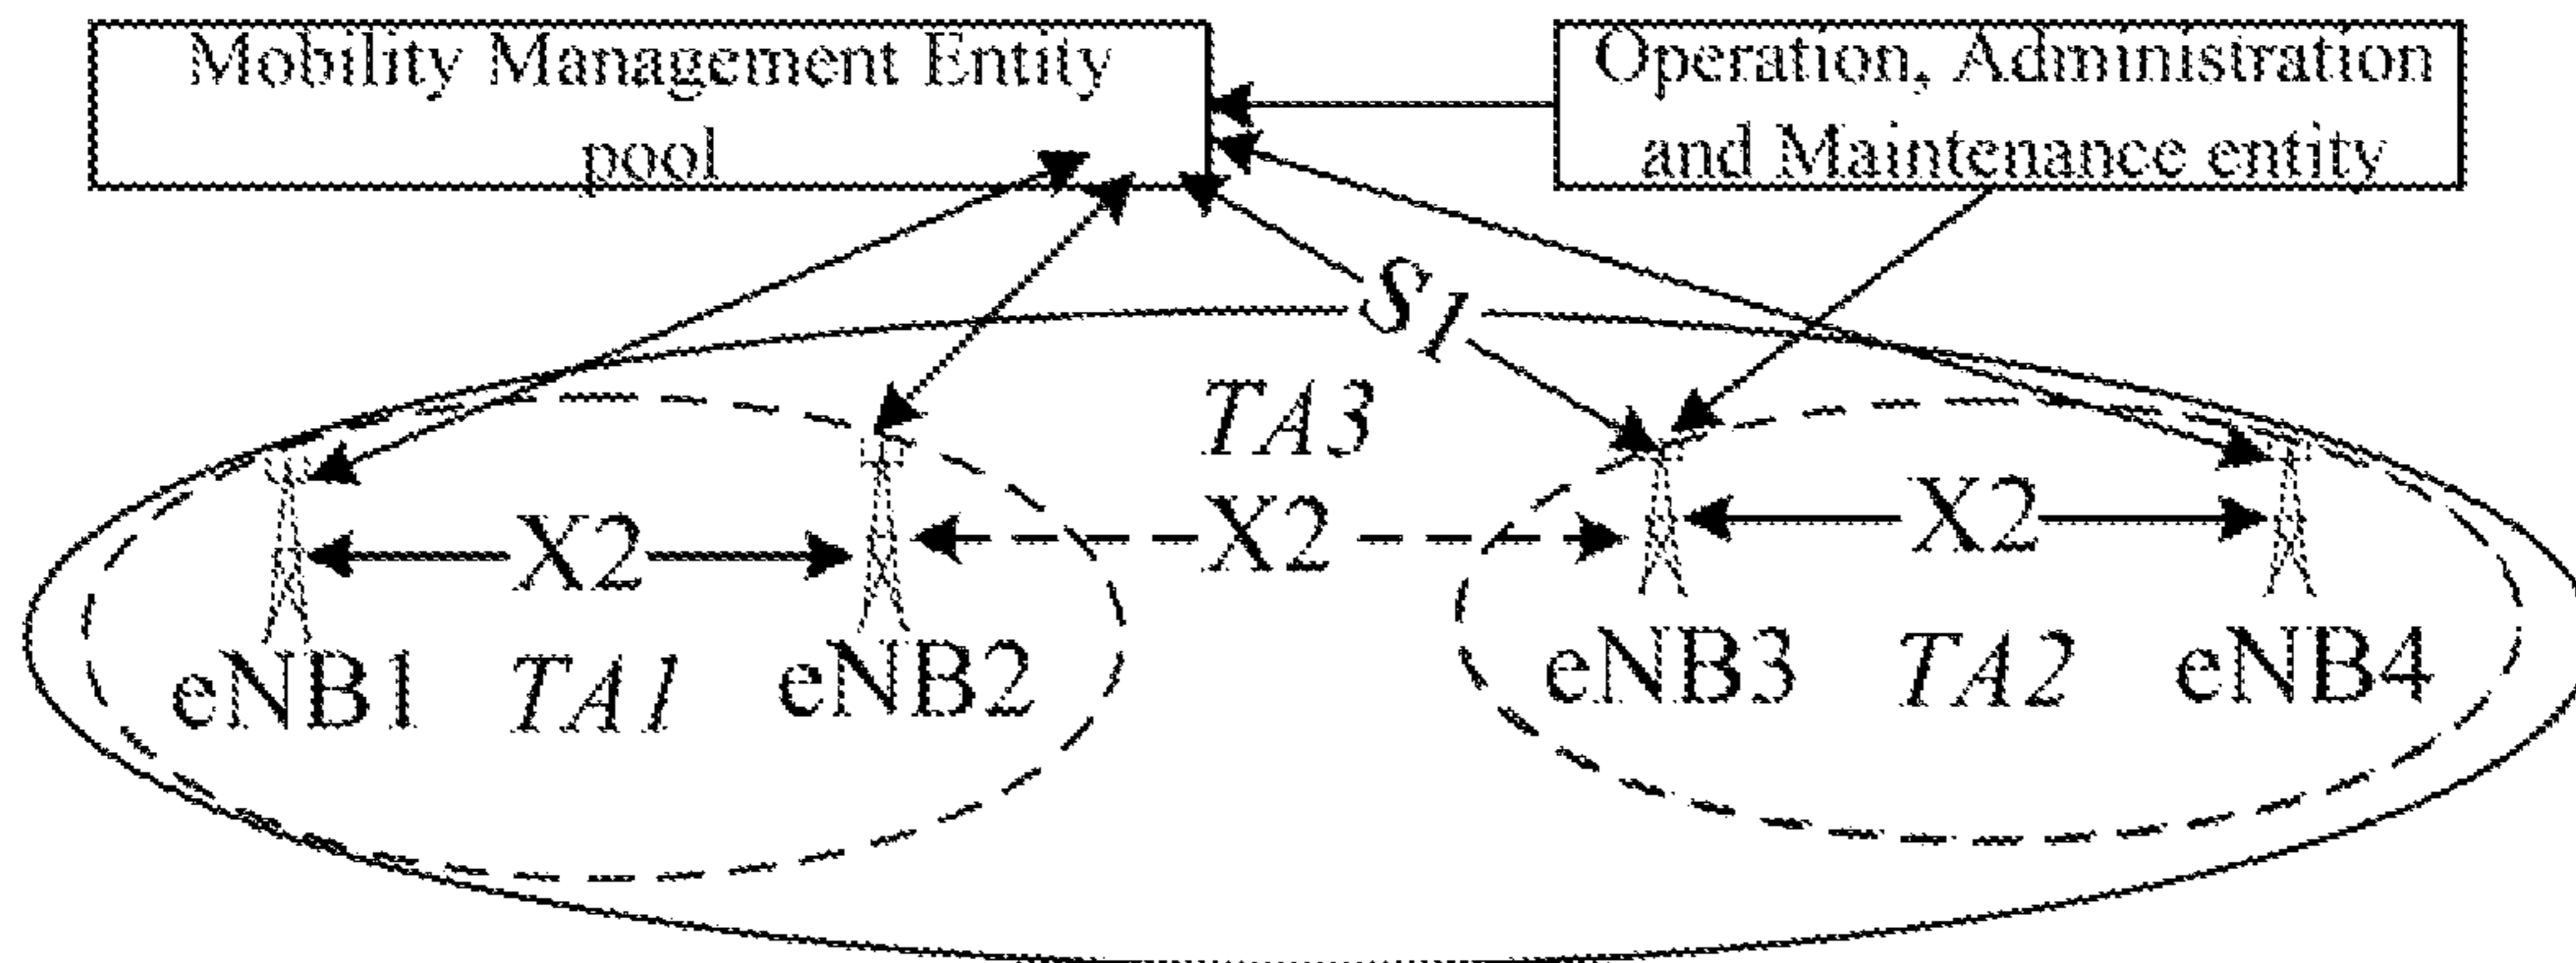 Mobility Management Entity
pool
Operation, Administration
and Maintenance entity
S1
TA3
X2
X2
X2
eNB1
TA1
eNB2
eNB3
TA2
eNB4